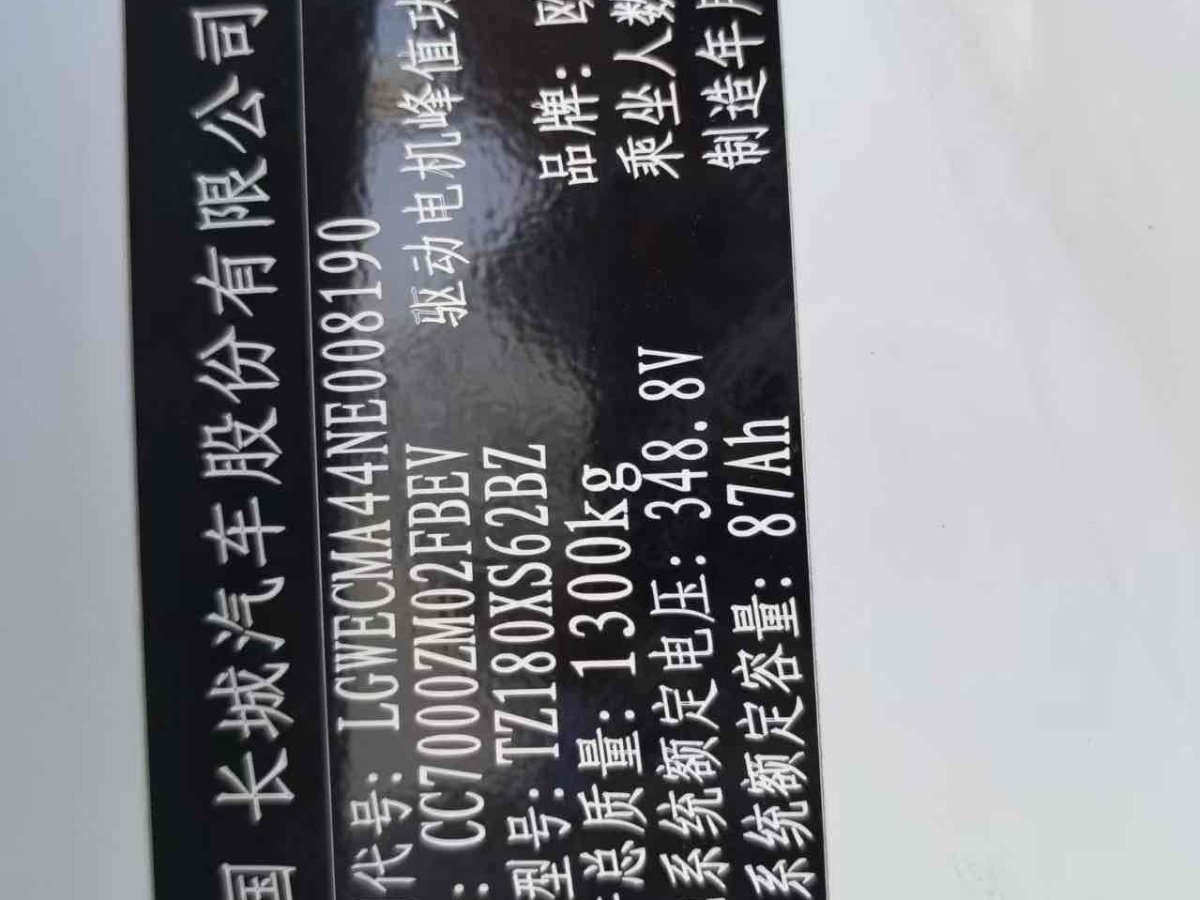 国 长城汽车股份有限公司
代号: LGWECMA44NE008190
: CC7000ZM02FBEV 驱动电机峰值功
型号: TZ180XS62BZ
总质量: 1300kg 品牌: 欧
系统额定电压: 348.8V 乘坐人数
系统额定容量: 87Ah 制造年月